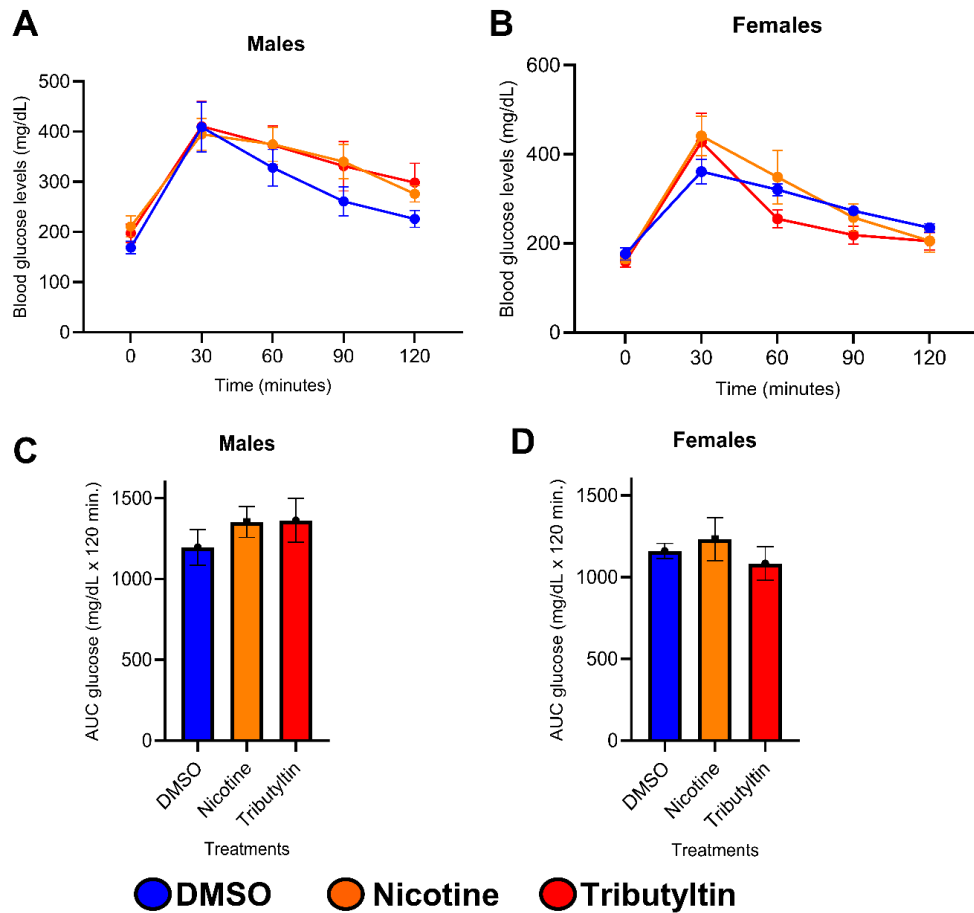 A
Males
Blood glucose levels (mg/dL)
500
400
300
200
100
0
0 30 60 90 120
Time (minutes)
B
Females
Blood glucose levels (mg/dL)
600
400
200
0
0 30 60 90 120
Time (minutes)
C
Males
AUC glucose (mg/dL x 120 min.)
1500
1000
500
0
DMSO
Nicotine
Tributyltin
Treatments
D
Females
AUC glucose (mg/dL x 120 min.)
1500
1000
500
0
DMSO
Nicotine
Tributyltin
Treatments
DMSO Nicotine Tributyltin